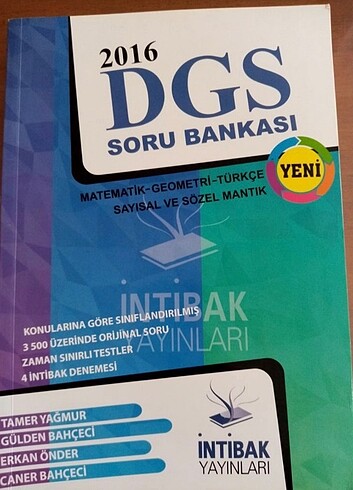 2016
DGS
SORU BANKASI
YENİ
MATEMATİK-GEOMETRİ-TÜRKÇE
SAYISAL VE SÖZEL MANTIK
İNTİBAK
YAYINLARI
KONULARINA GÖRE SINIFLANDIRILMIŞ
3 500 ÜZERİNDE ORİJİNAL SORU
ZAMAN SINIRLI TESTLER
4 İNTİBAK DENEMESİ
TAMER YAĞMUR
GÜLDEN BAHÇECİ
ERKAN ÖNDER
CANER BAHÇECİ
İNTİBAK
YAYINLARI